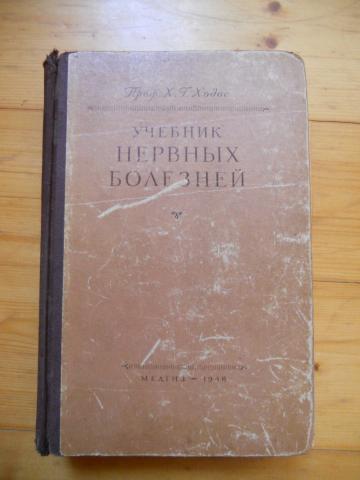 Проф. Х. Г. Ходос
УЧЕБНИК
НЕРВНЫХ
БОЛЕЗНЕЙ
МЕДГИЗ — 1948